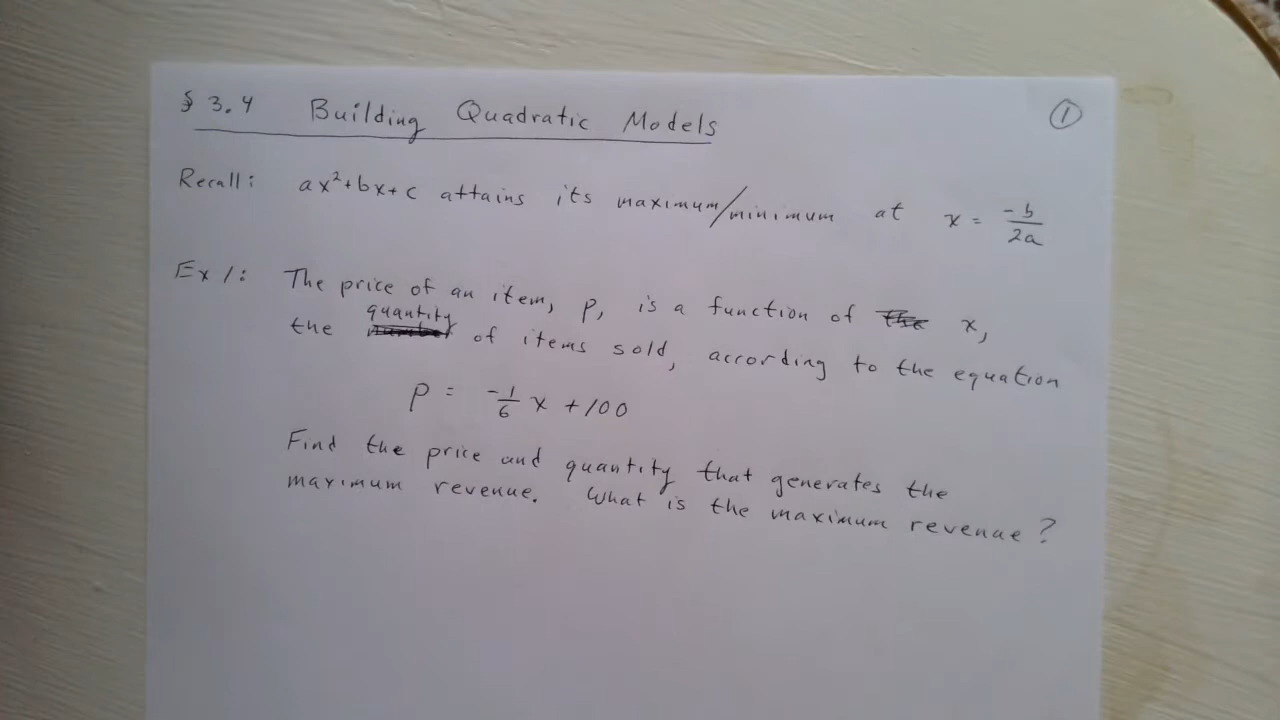 § 3.4 Building Quadratic Models ①
Recall: ax²+bx+c attains its maximum/minimum at x = -b/2a
Ex 1: The price of an item, p, is a function of the x,
the quantity of items sold, according to the equation
p = -1/6 x + 100
Find the price and quantity that generates the
maximum revenue. What is the maximum revenue?